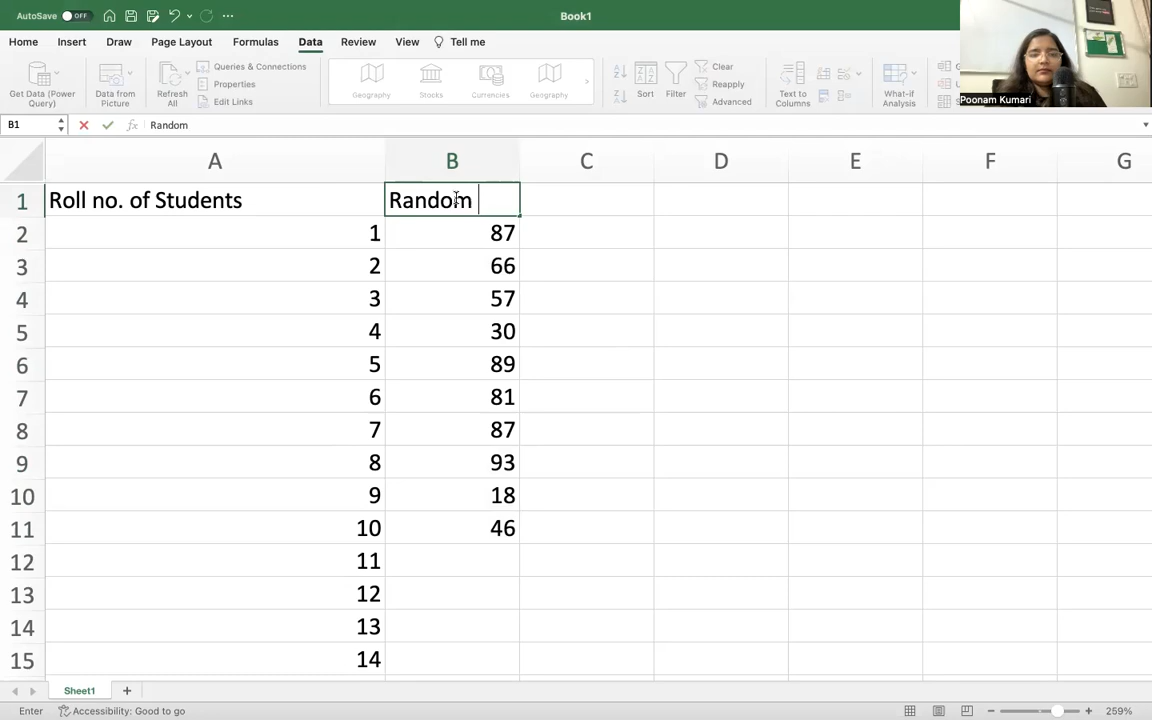 AutoSave OFF
Book1
Home Insert Draw Page Layout Formulas Data Review View Tell me
Get Data (Power Query)
Data from Picture
Refresh All
Queries & Connections
Properties
Edit Links
Geography
Stocks
Currencies
Geography
Sort
Filter
Clear
Reapply
Advanced
Text to Columns
What-if Analysis
Poonam Kumari
B1 fx Random
A B C D E F G
1 Roll no. of Students Random
2 1 87
3 2 66
4 3 57
5 4 30
6 5 89
7 6 81
8 7 87
9 8 93
10 9 18
11 10 46
12 11
13 12
14 13
15 14
Sheet1
Enter Accessibility: Good to go 259%